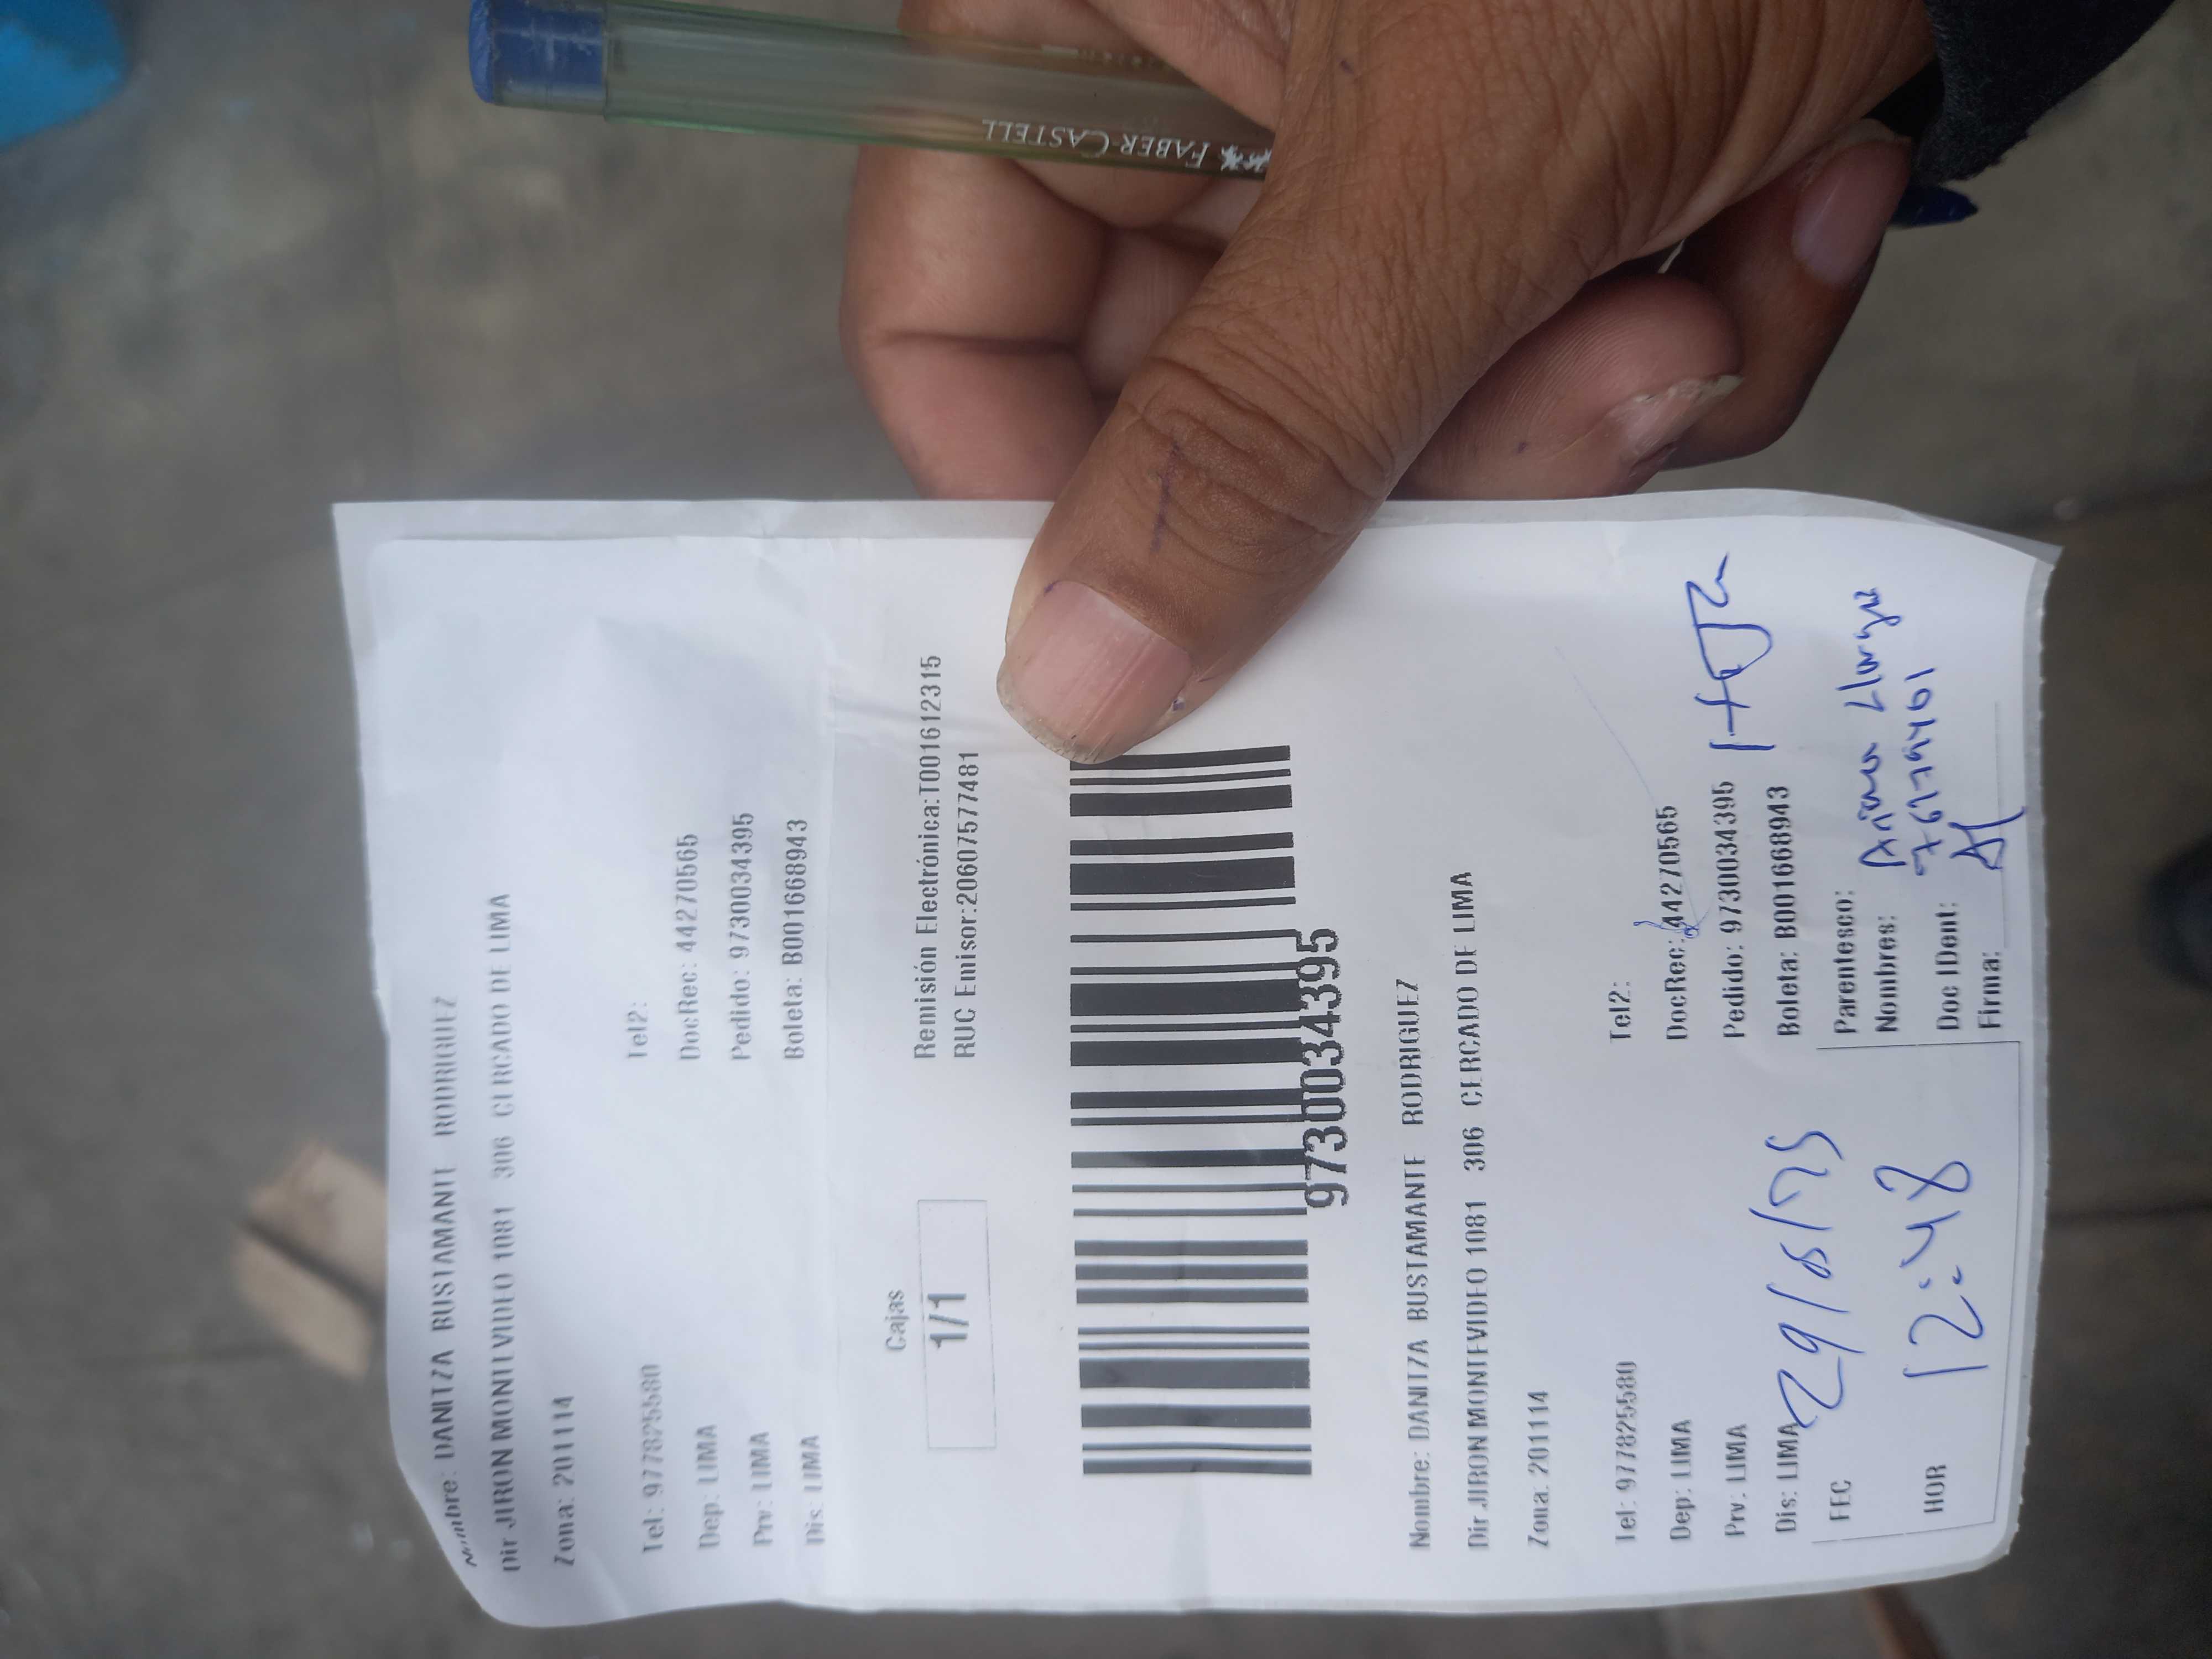 FABER-CASTELL
Nombre: DANITZA BUSTAMANTE RODRIGUEZ
Dir JIRON MONTEVIDEO 1081 306 CERCADO DE LIMA
Zona: 201114
Tel: 977825580 Tel2:
Dep: LIMA DocRec: 44270565
Prv: LIMA Pedido: 9730034395
Dis: LIMA Boleta: B001668943
Cajas
1/1
Remisión Electrónica:T001612315
RUC Emisor:20607577481
9730034395
Nombre: DANITZA BUSTAMANTE RODRIGUEZ
Dir JIRON MONTEVIDEO 1081 306 CERCADO DE LIMA
Zona: 201114
Tel: 977825580 Tel2:
Dep: LIMA DocRec: 44270565
Prv: LIMA Pedido: 9730034395
Dis: LIMA Boleta: B001668943
FEC 29/8/25
HOR 12:48
Parentesco:
Nombres: Ariana
Doc IDent: 76779401
Firma: